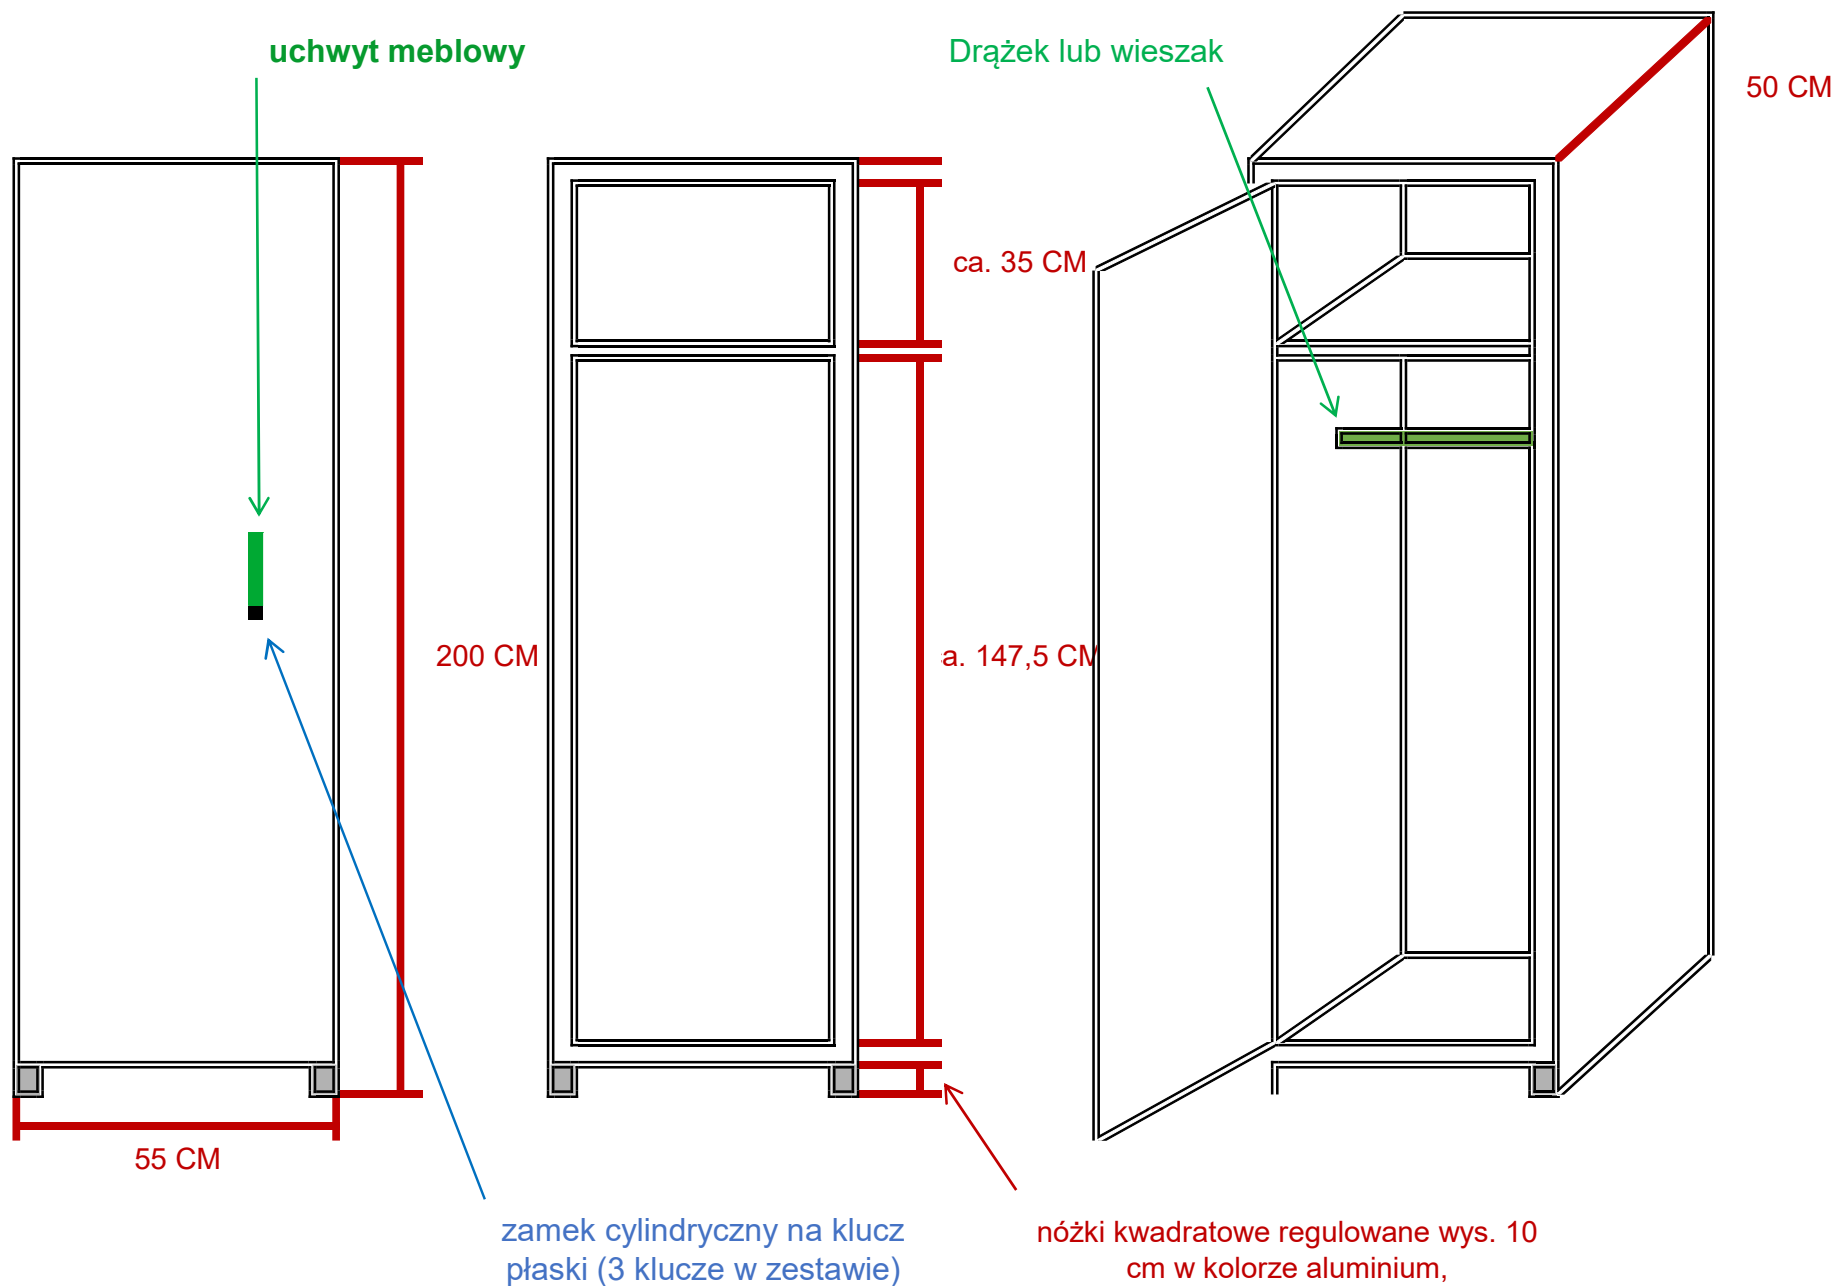 uchwyt meblowy
Drążek lub wieszak
50 CM
ca. 35 CM
200 CM
a. 147,5 CM
55 CM
zamek cylindryczny na klucz
płaski (3 klucze w zestawie)
nóżki kwadratowe regulowane wys. 10
cm w kolorze aluminium,